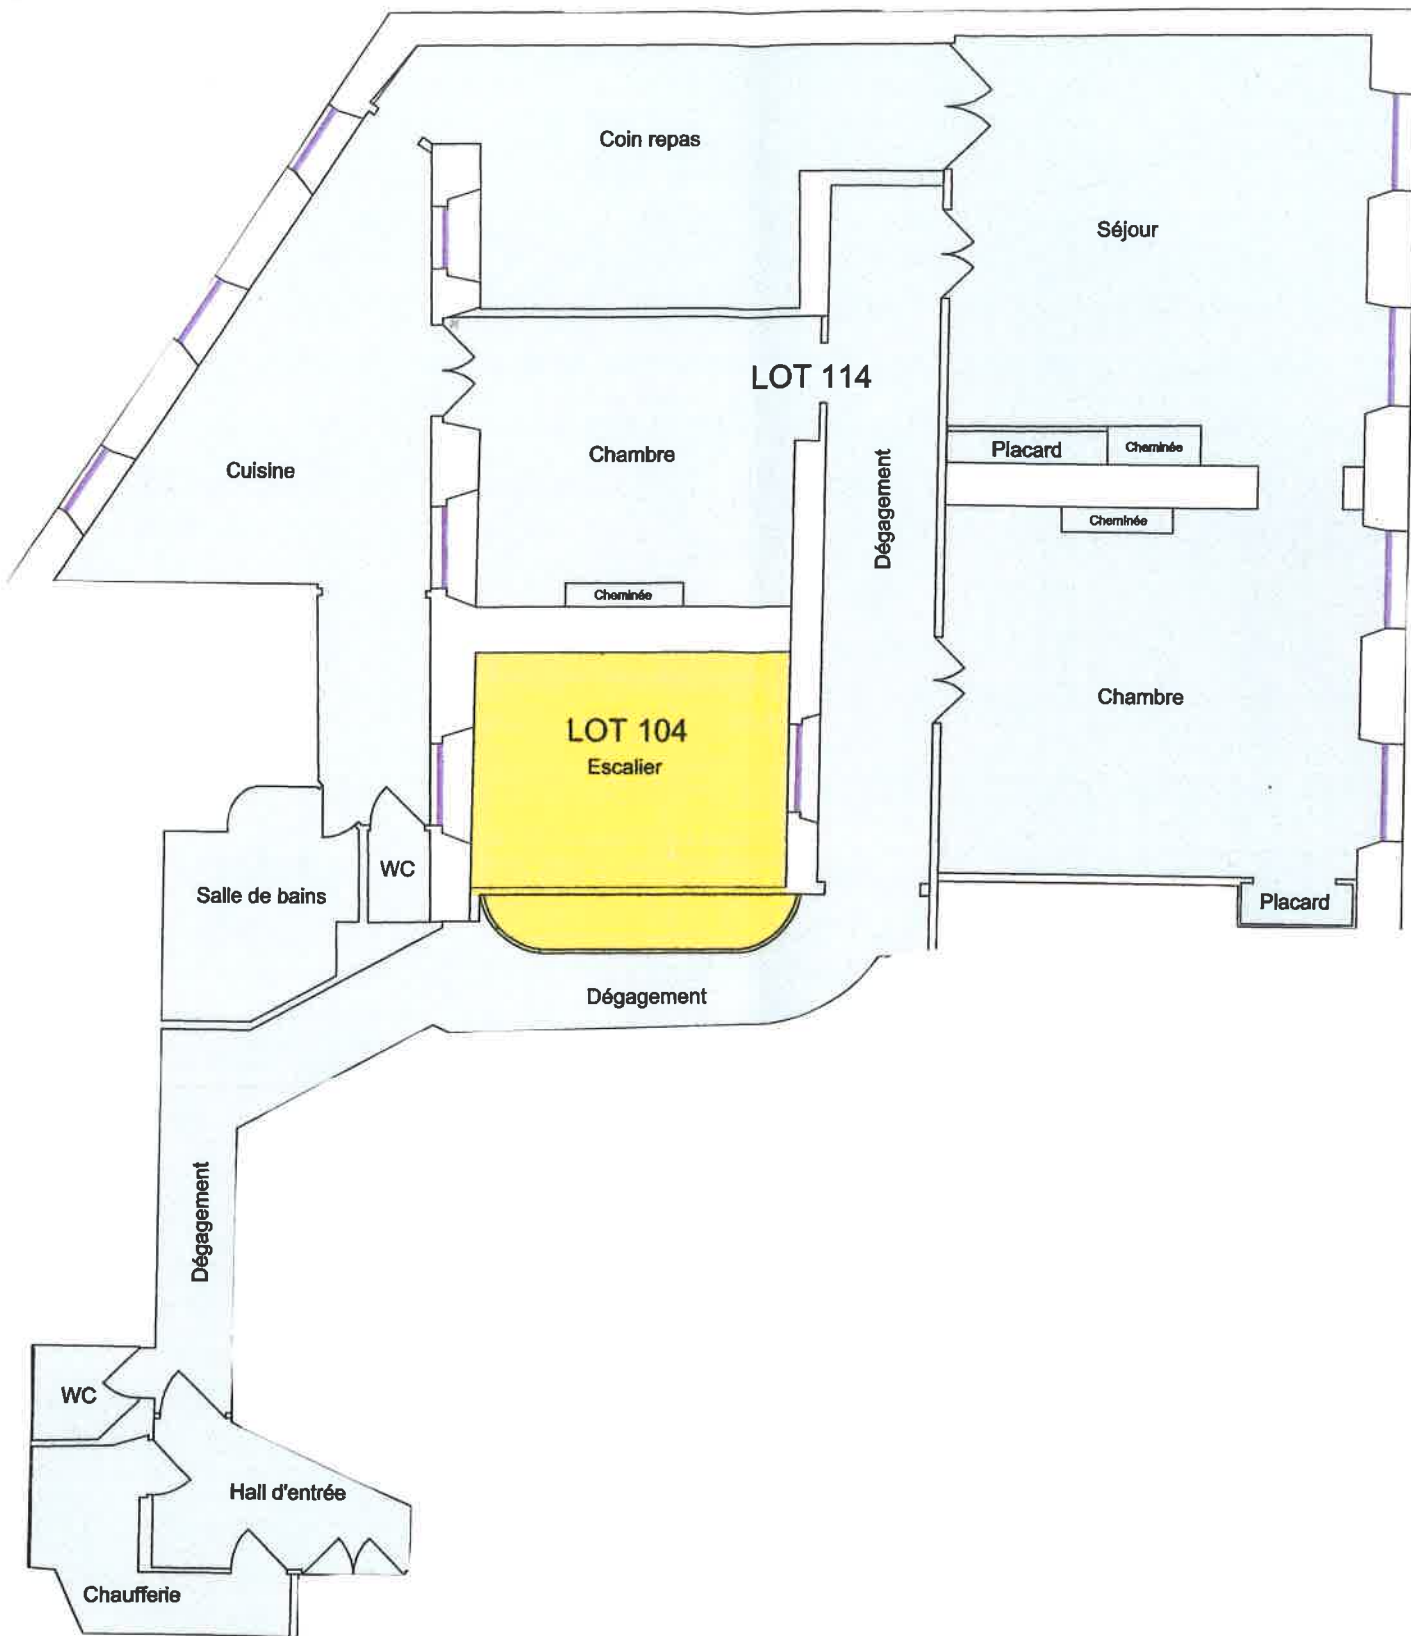 Coin repas
Séjour
LOT 114
Chambre
Cuisine
Placard
Cheminée
Dégagement
Cheminée
Cheminée
LOT 104
Escalier
Chambre
WC
Salle de bains
Placard
Dégagement
Dégagement
WC
Hall d'entrée
Chaufferie